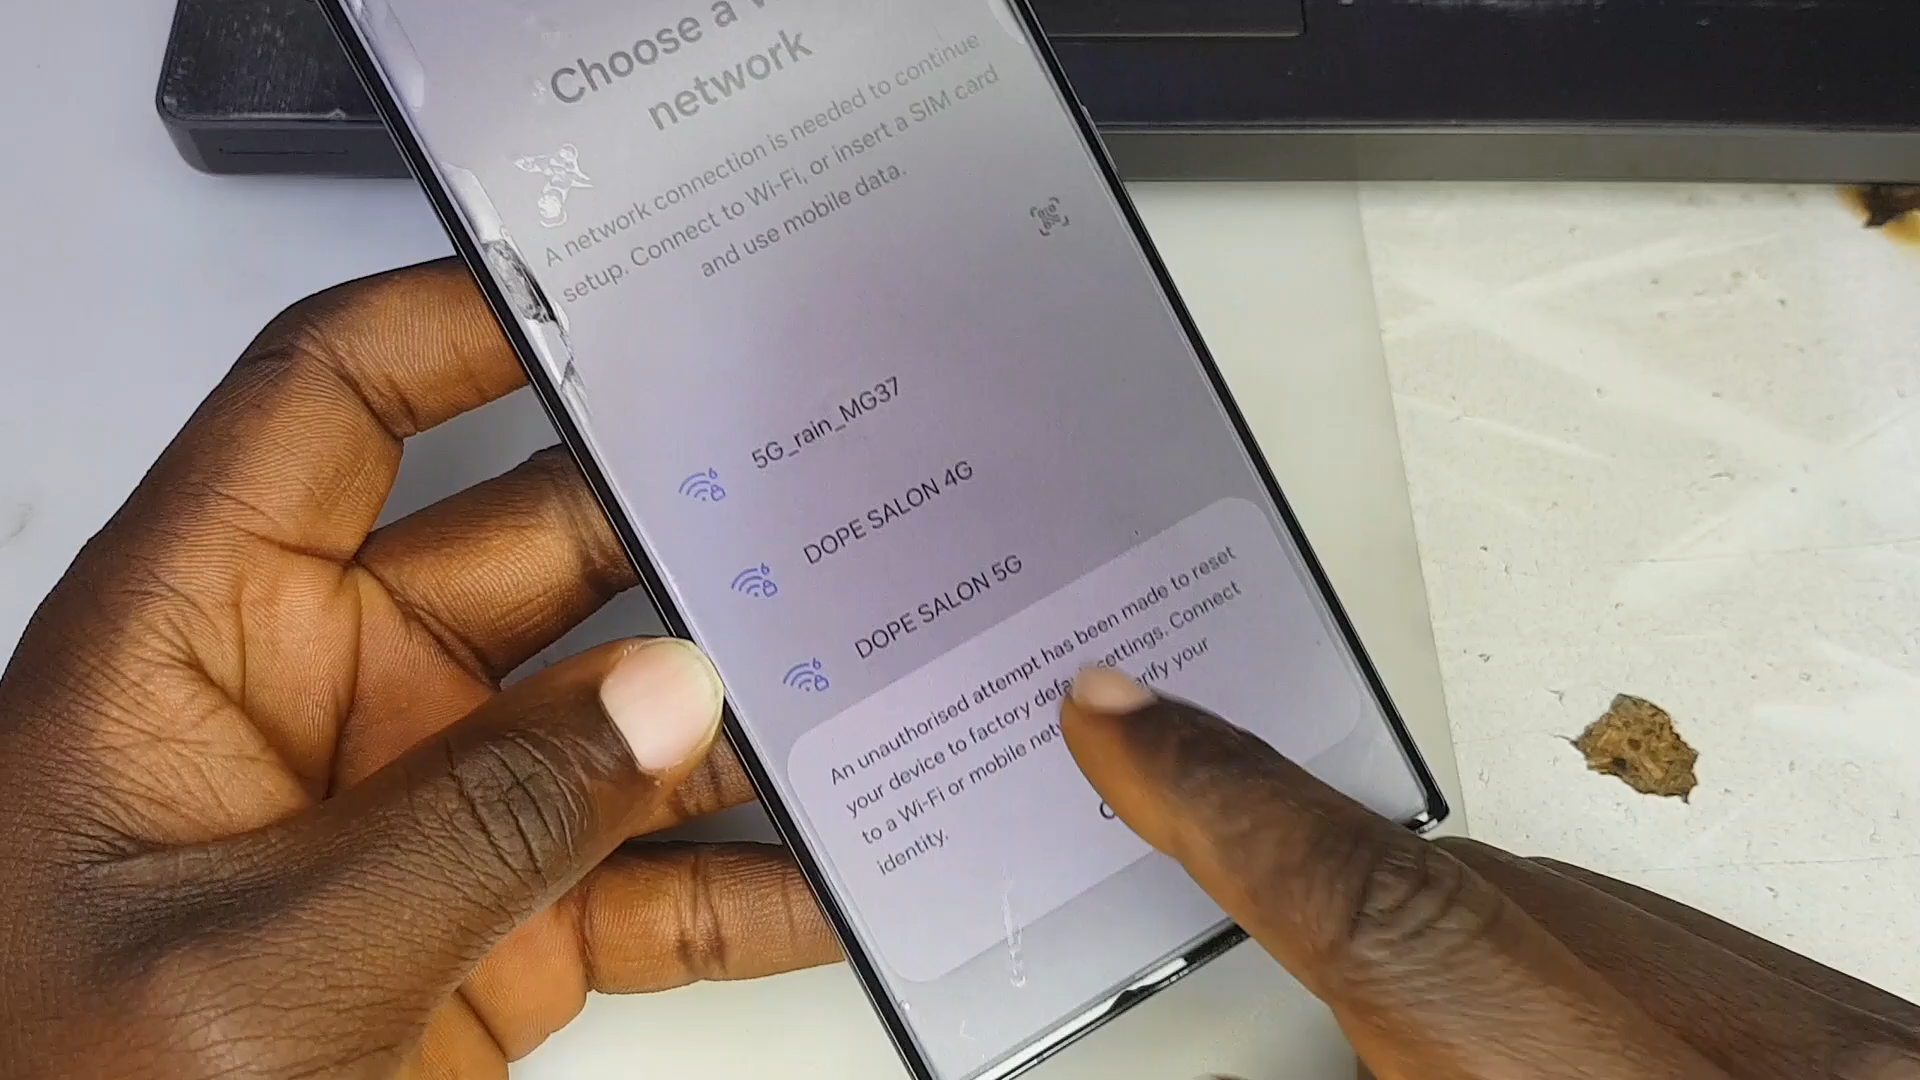 Choose a
network
A network connection is needed to continue
setup. Connect to Wi-Fi, or insert a SIM card
and use mobile data.
5G_rain_MG37
DOPE SALON 4G
DOPE SALON 5G
An unauthorised attempt has been made to reset
your device to factory settings. Connect
to a Wi-Fi or mobile your
identity.